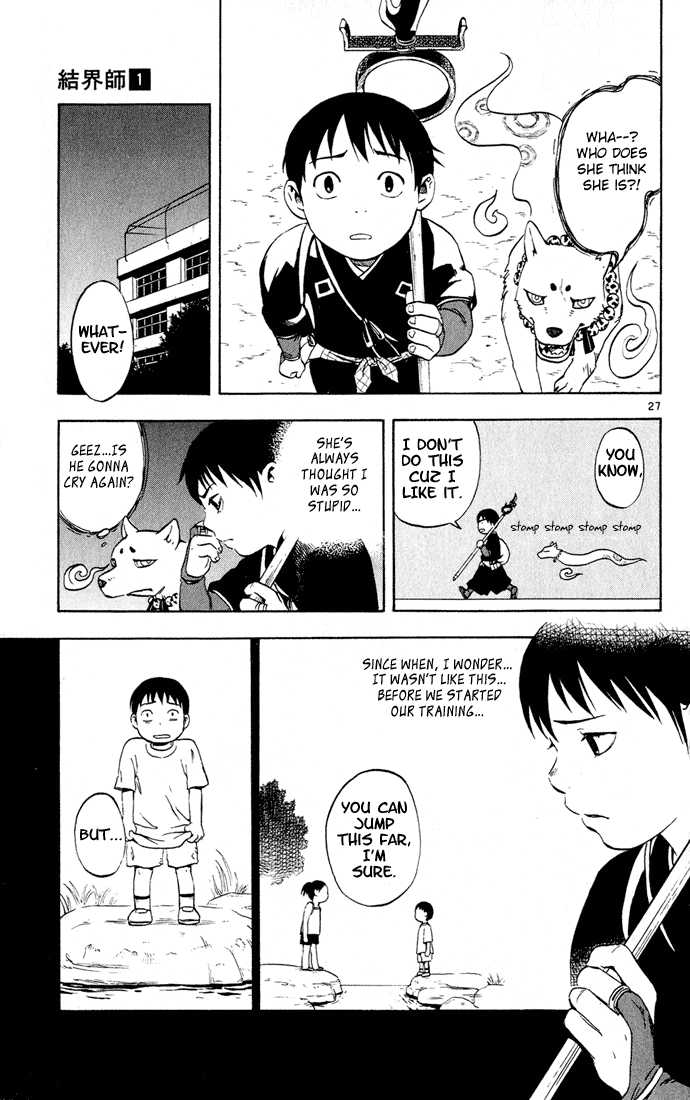 結界師 1
WHA--?
WHO DOES
SHE THINK
SHE IS?!
WHAT-
EVER!
27
YOU
KNOW,
I DON'T
DO THIS
CUZ I
LIKE IT.
stomp stomp stomp stomp
SHE'S
ALWAYS
THOUGHT I
WAS SO
STUPID...
GEEZ...IS
HE GONNA
CRY AGAIN?
SINCE WHEN, I WONDER...
IT WASN'T LIKE THIS...
BEFORE WE STARTED
OUR TRAINING...
YOU CAN
JUMP
THIS FAR,
I'M
SURE.
BUT...